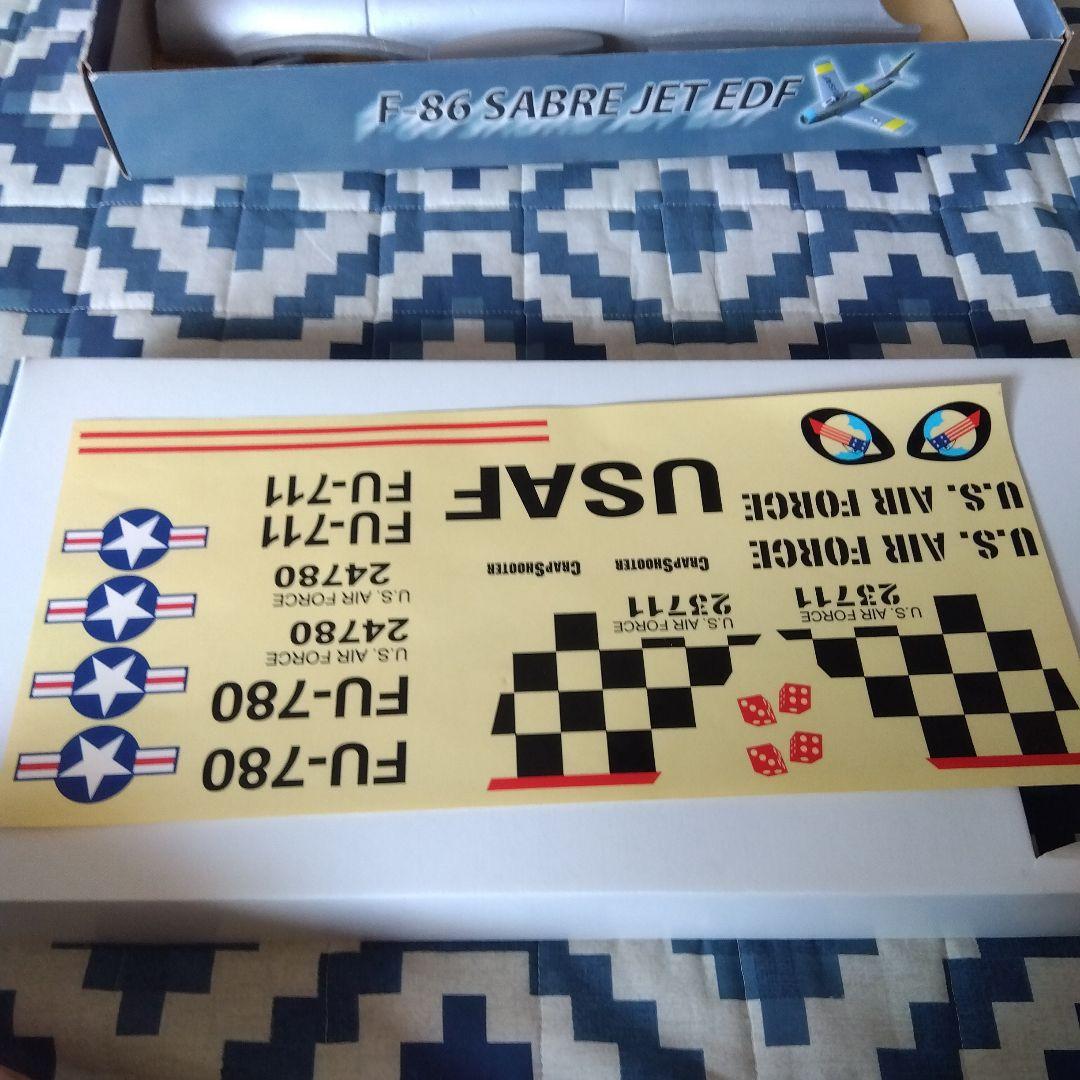 F-86 SABRE JET EDF
FU-711
FU-711
USAF
U.S. AIR FORCE
U.S. AIR FORCE
CRAPSHOOTER
CRAPSHOOTER
24780
U.S. AIR FORCE
24780
U.S. AIR FORCE
23711
U.S. AIR FORCE
23711
U.S. AIR FORCE
FU-780
FU-780